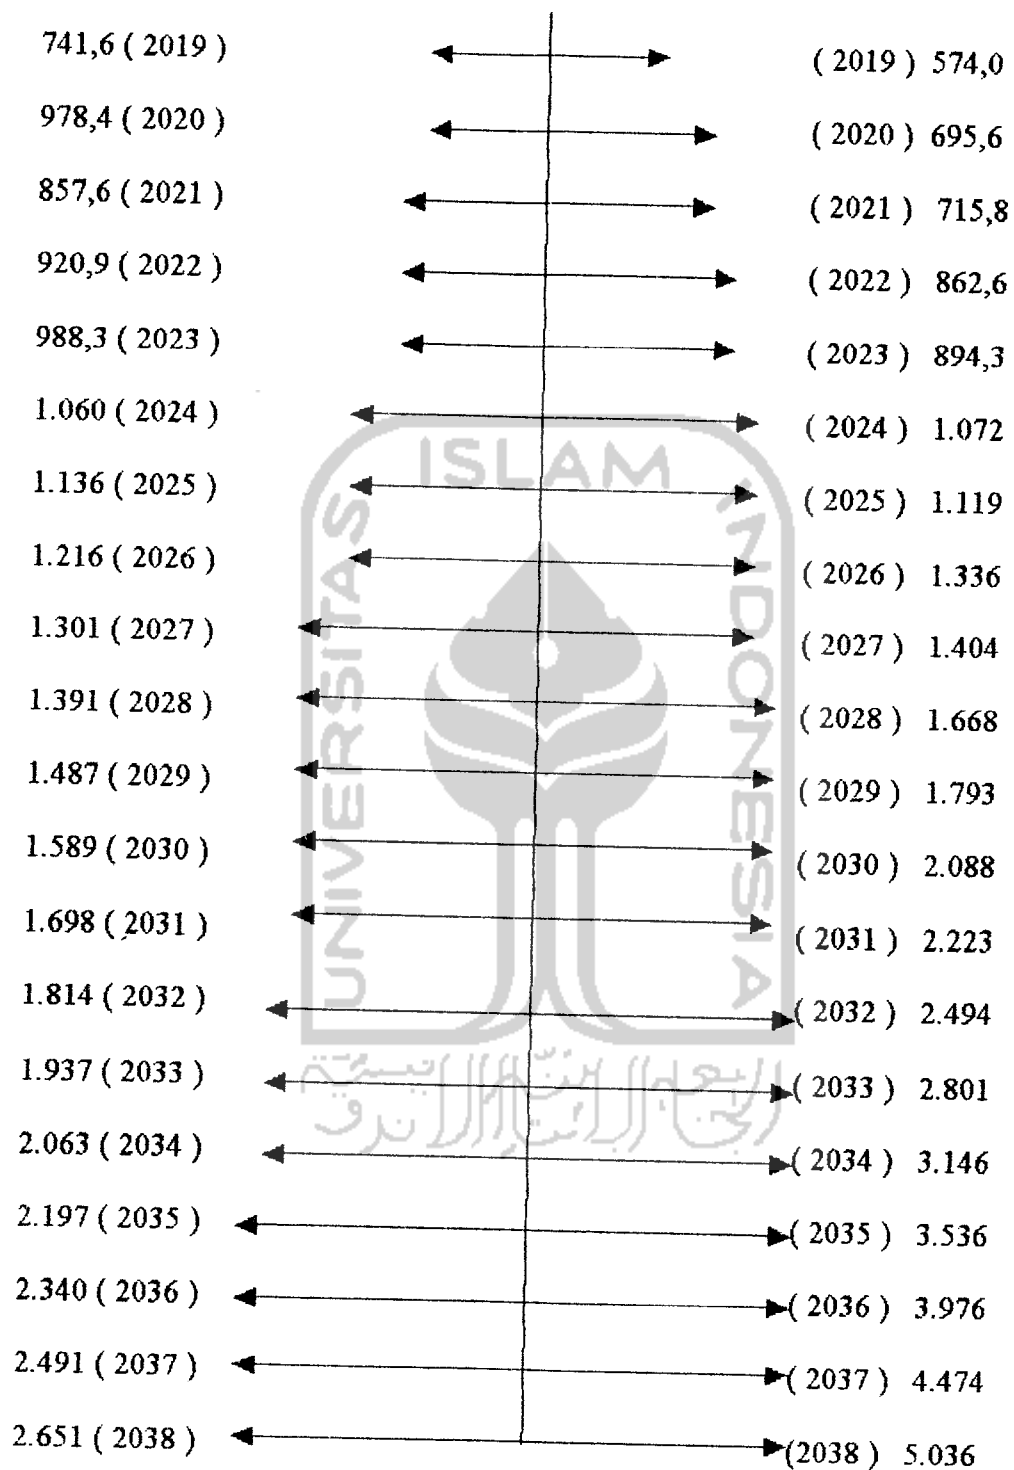 741,6 ( 2019 ) ( 2019 ) 574,0
978,4 ( 2020 ) ( 2020 ) 695,6
857,6 ( 2021 ) ( 2021 ) 715,8
920,9 ( 2022 ) ( 2022 ) 862,6
988,3 ( 2023 ) ( 2023 ) 894,3
1.060 ( 2024 ) ( 2024 ) 1.072
1.136 ( 2025 ) ( 2025 ) 1.119
1.216 ( 2026 ) ( 2026 ) 1.336
1.301 ( 2027 ) ( 2027 ) 1.404
1.391 ( 2028 ) ( 2028 ) 1.668
1.487 ( 2029 ) ( 2029 ) 1.793
1.589 ( 2030 ) ( 2030 ) 2.088
1.698 ( 2031 ) ( 2031 ) 2.223
1.814 ( 2032 ) ( 2032 ) 2.494
1.937 ( 2033 ) ( 2033 ) 2.801
2.063 ( 2034 ) ( 2034 ) 3.146
2.197 ( 2035 ) ( 2035 ) 3.536
2.340 ( 2036 ) ( 2036 ) 3.976
2.491 ( 2037 ) ( 2037 ) 4.474
2.651 ( 2038 ) (2038 ) 5.036
UNIVERSITAS ISLAM INDONESIA